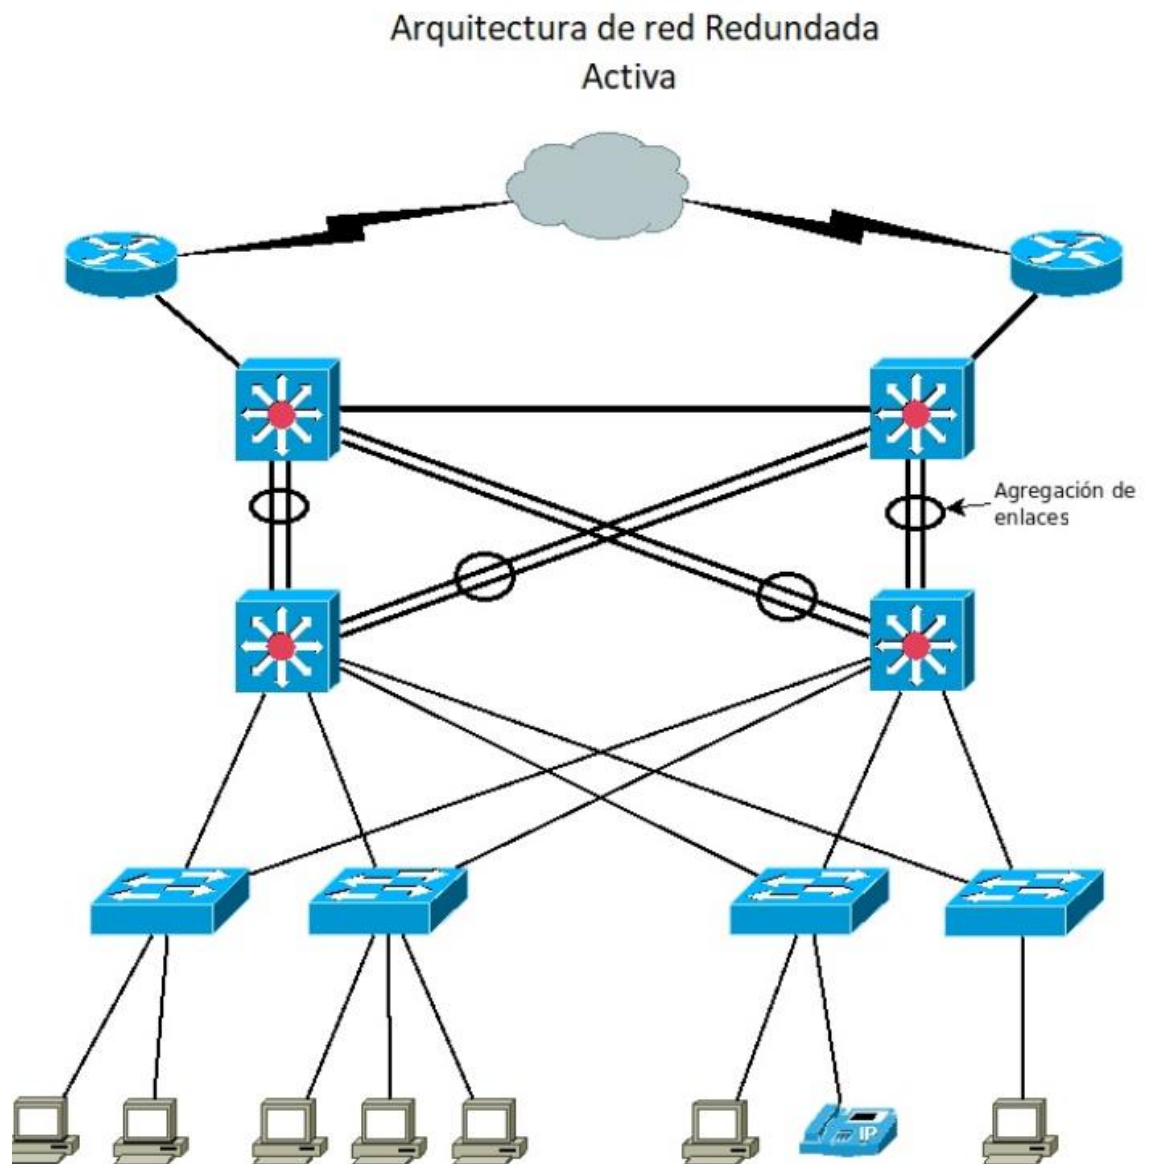 Arquitectura de red Redundada
Activa
Agregación de
enlaces
IP